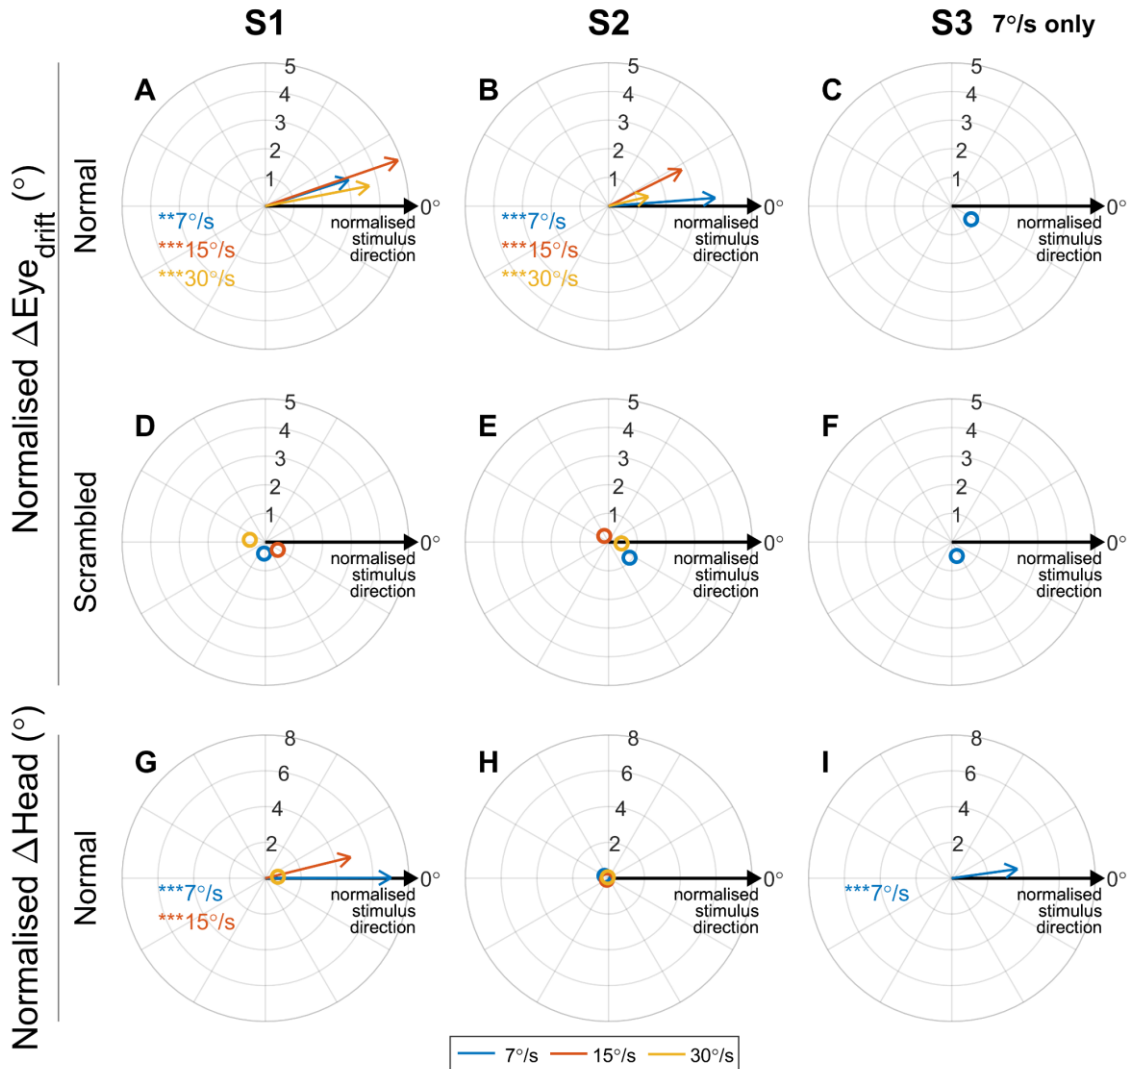 S1
S2
S3 7°/s only
Normalised ΔEye_drift (°)
Normal
A
5
4
3
2
1
0°
normalised
stimulus
direction
**7°/s
***15°/s
***30°/s
B
5
4
3
2
1
0°
normalised
stimulus
direction
***7°/s
***15°/s
***30°/s
C
5
4
3
2
1
0°
normalised
stimulus
direction
Scrambled
D
5
4
3
2
1
0°
normalised
stimulus
direction
E
5
4
3
2
1
0°
normalised
stimulus
direction
F
5
4
3
2
1
0°
normalised
stimulus
direction
Normalised ΔHead (°)
Normal
G
8
6
4
2
0°
normalised
stimulus
direction
***7°/s
***15°/s
H
8
6
4
2
0°
normalised
stimulus
direction
I
8
6
4
2
0°
normalised
stimulus
direction
***7°/s
7°/s 15°/s 30°/s